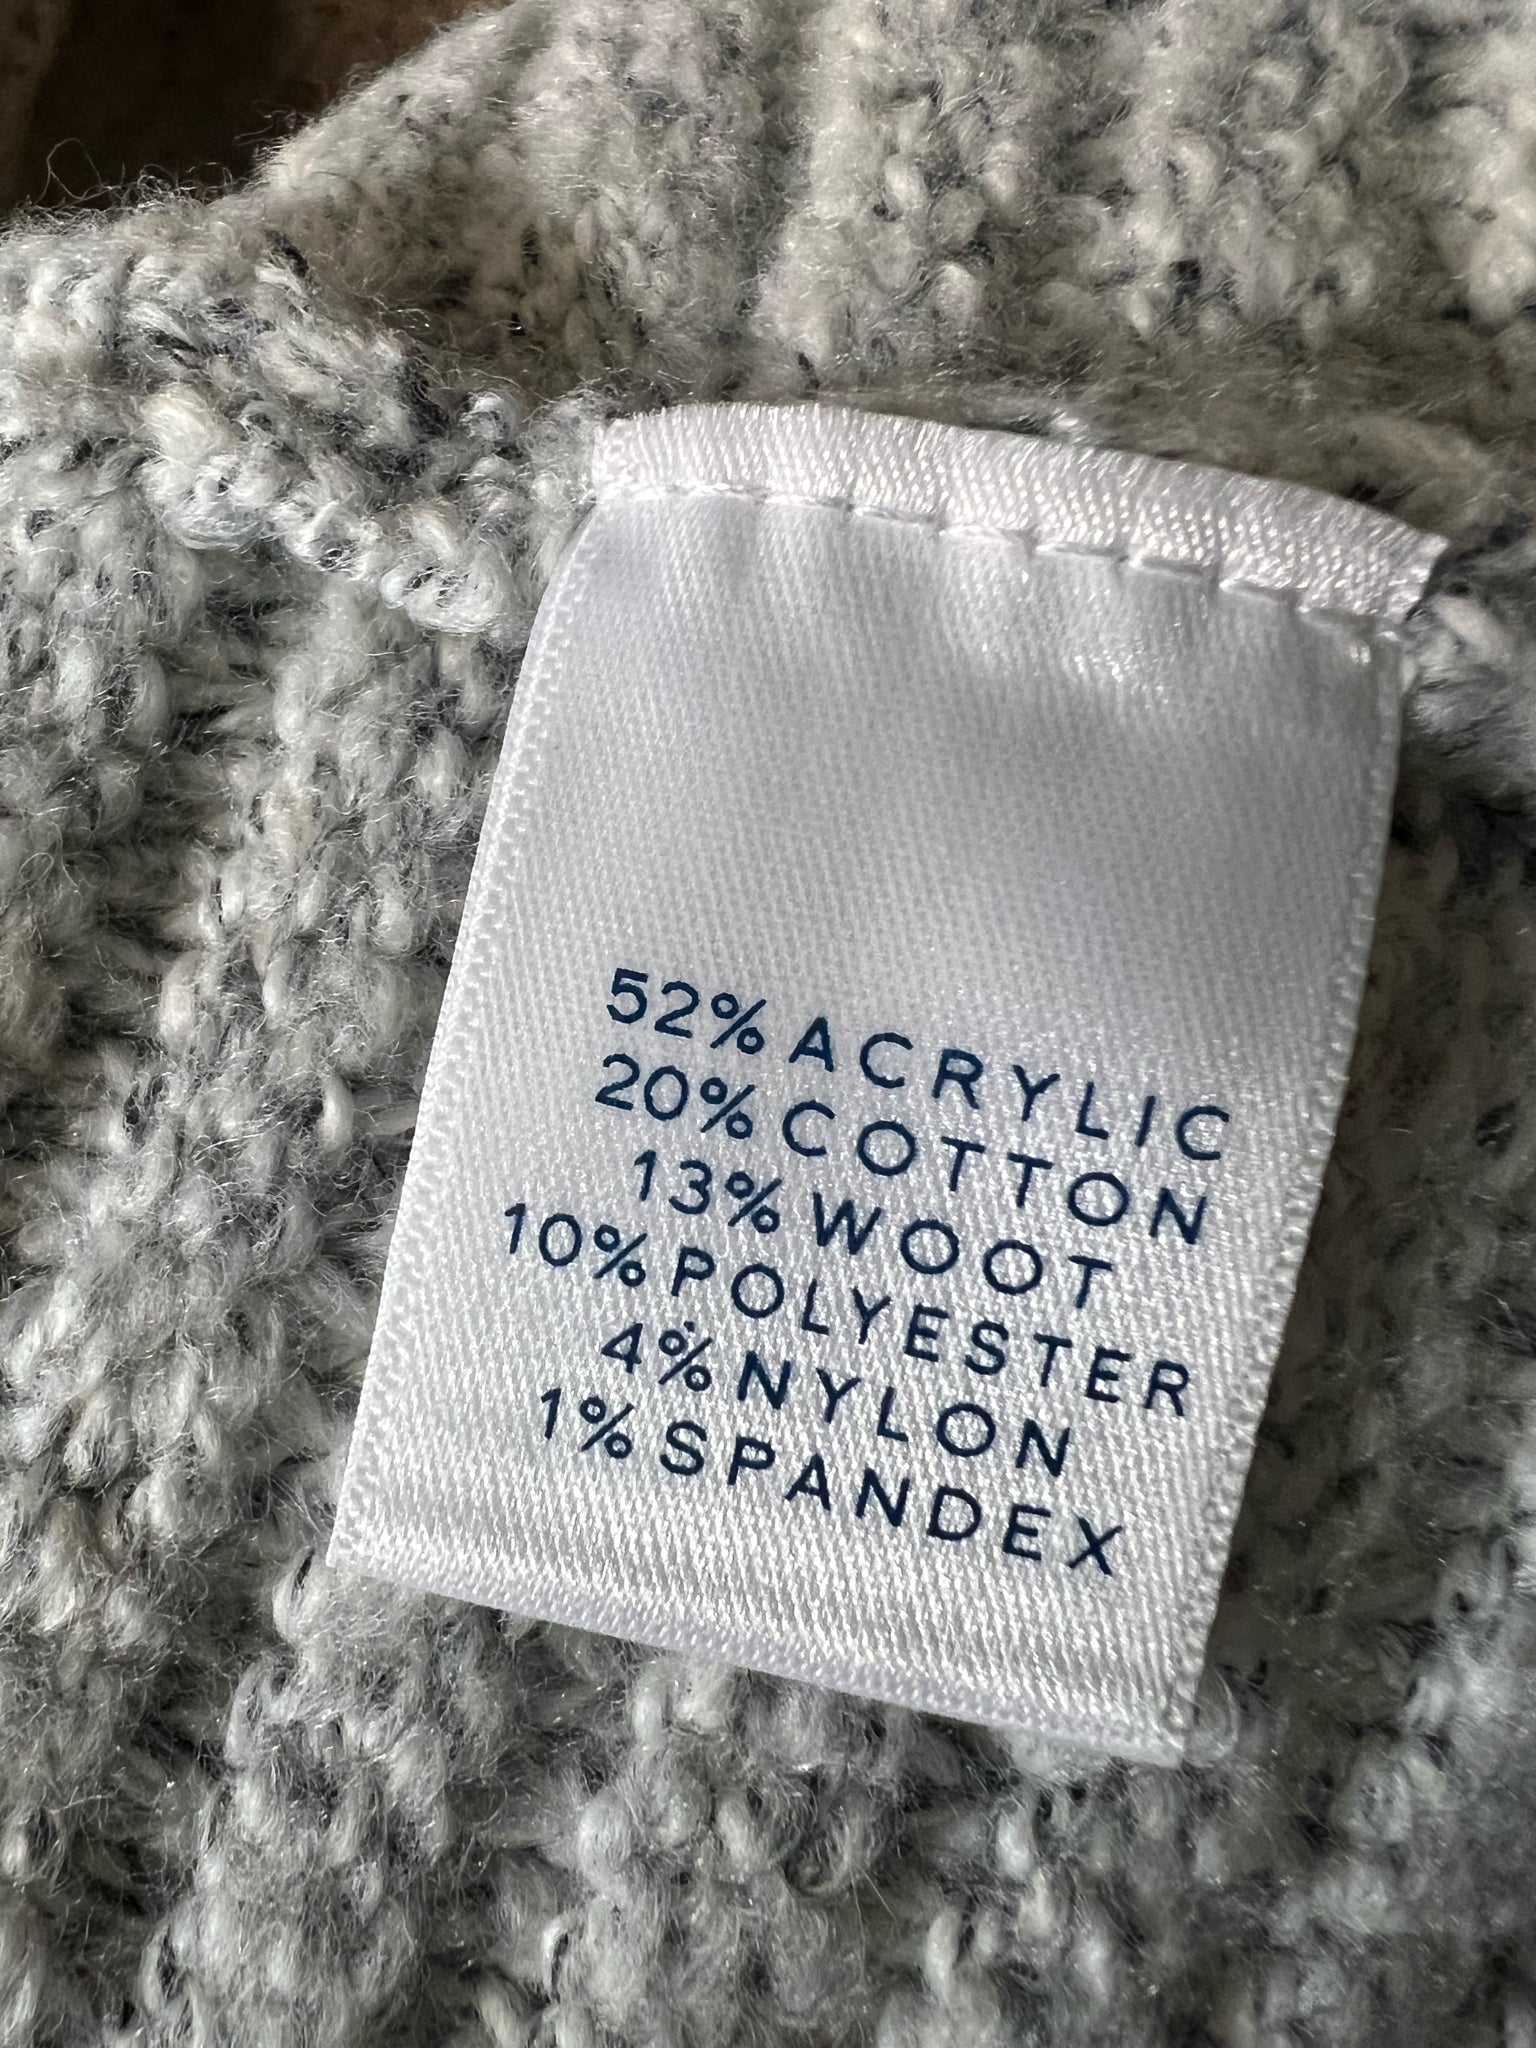 52% ACRYLIC
20% COTTON
13% WOOT
10% POLYESTER
4% NYLON
1% SPANDEX